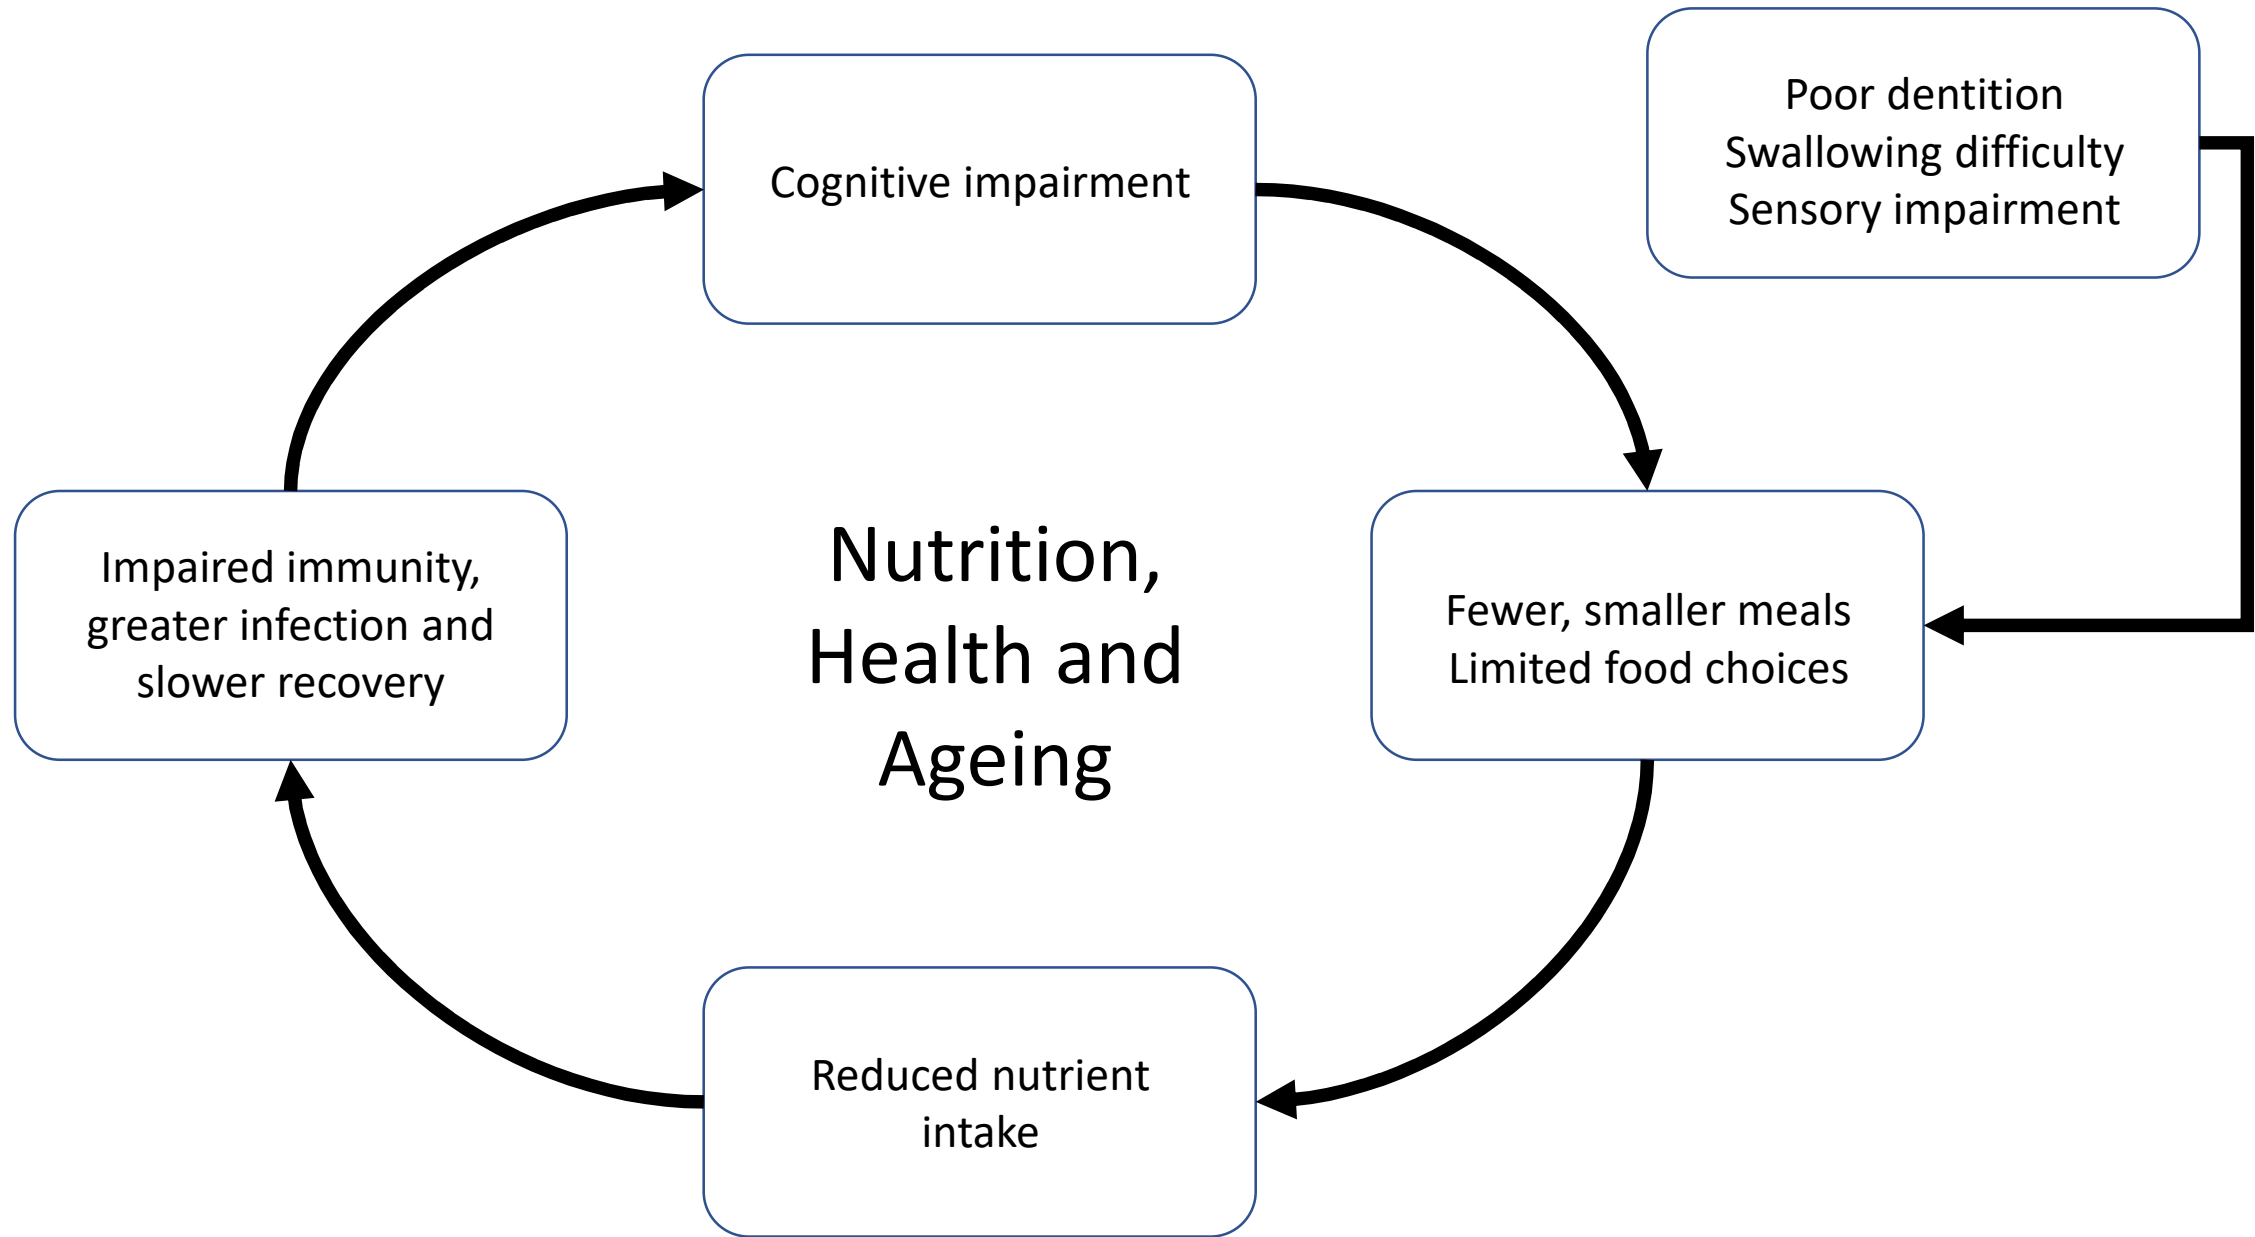 Cognitive impairment
Poor dentition
Swallowing difficulty
Sensory impairment
Impaired immunity,
greater infection and
slower recovery
Nutrition,
Health and
Ageing
Fewer, smaller meals
Limited food choices
Reduced nutrient
intake